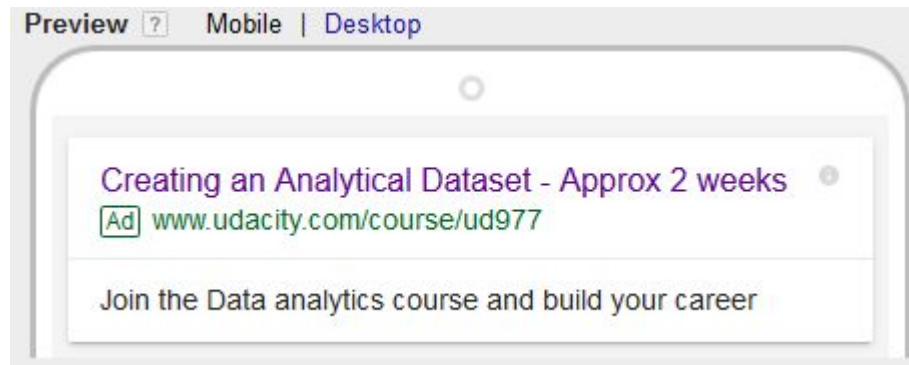 Preview ? Mobile | Desktop
Creating an Analytical Dataset - Approx 2 weeks
Ad www.udacity.com/course/ud977
Join the Data analytics course and build your career